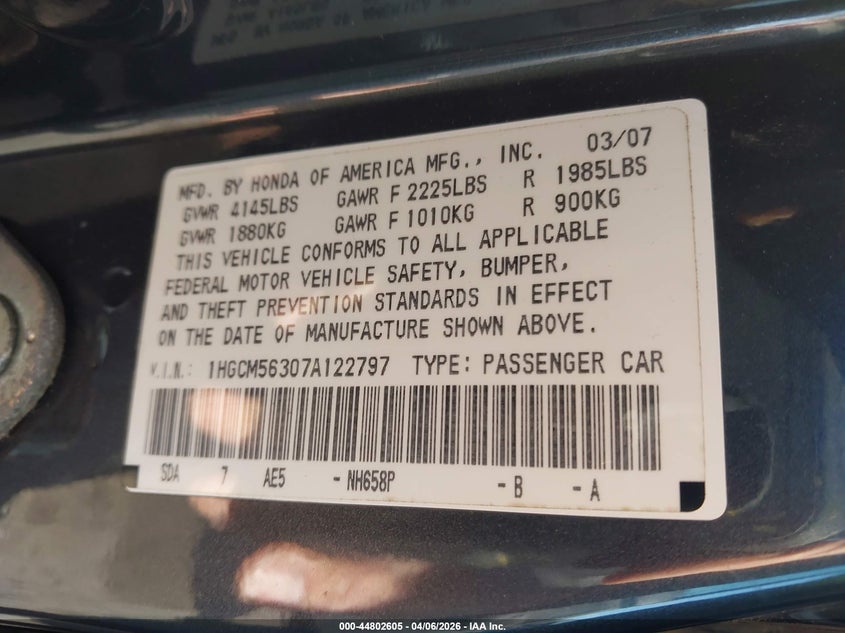 MFD. BY HONDA OF AMERICA MFG., INC. 03/07
GVWR 4145LBS GAWR F 2225LBS R 1985LBS
GVWR 1880KG GAWR F 1010KG R 900KG
THIS VEHICLE CONFORMS TO ALL APPLICABLE
FEDERAL MOTOR VEHICLE SAFETY, BUMPER,
AND THEFT PREVENTION STANDARDS IN EFFECT
ON THE DATE OF MANUFACTURE SHOWN ABOVE.
V.I.N.: 1HGCM56307A122797 TYPE: PASSENGER CAR
SDA 7 AE5 - NH658P - B - A
000-44802605 - 04/06/2026 - IAA Inc.